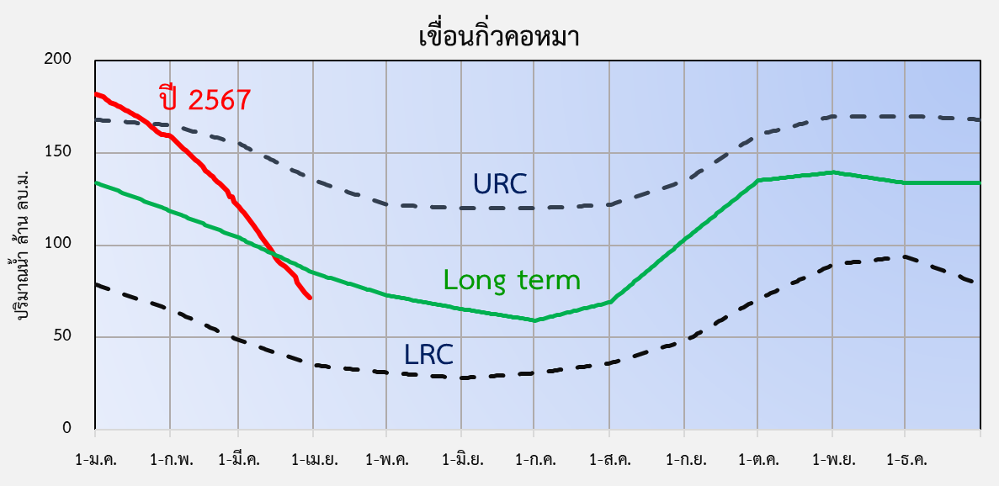 เขื่อนกิ่วคอหมา
200
150
100
50
0
ปริมาณน้ำ ล้าน ลบ.ม.
ปี 2567
URC
Long term
LRC
1-ม.ค. 1-ก.พ. 1-มี.ค. 1-เม.ย. 1-พ.ค. 1-มิ.ย. 1-ก.ค. 1-ส.ค. 1-ก.ย. 1-ต.ค. 1-พ.ย. 1-ธ.ค.